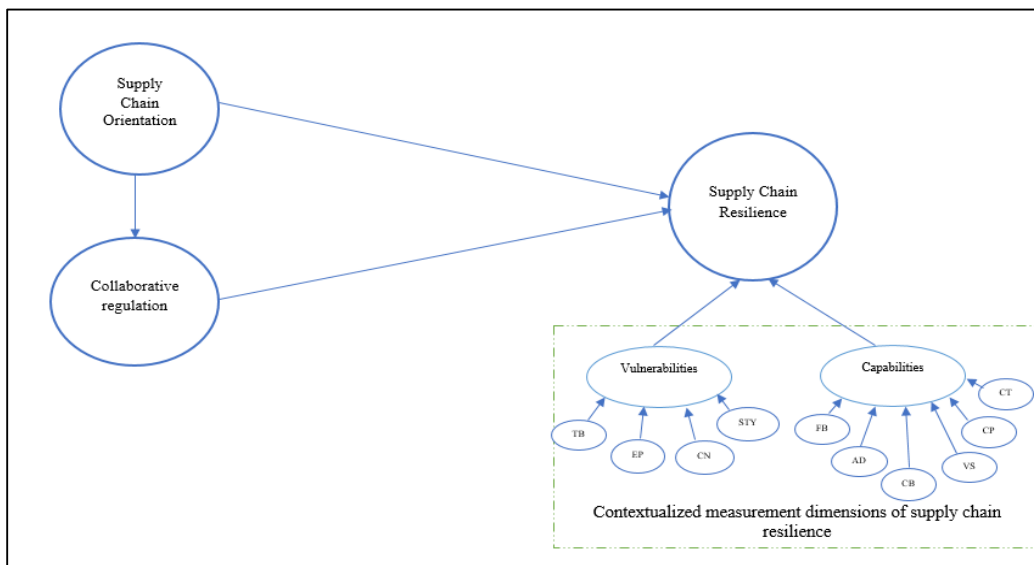 Supply
Chain
Orientation
Supply Chain
Resilience
Collaborative
regulation
Vulnerabilities
Capabilities
TB
EP
CN
STY
FB
AD
CB
VS
CP
CT
Contextualized measurement dimensions of supply chain
resilience